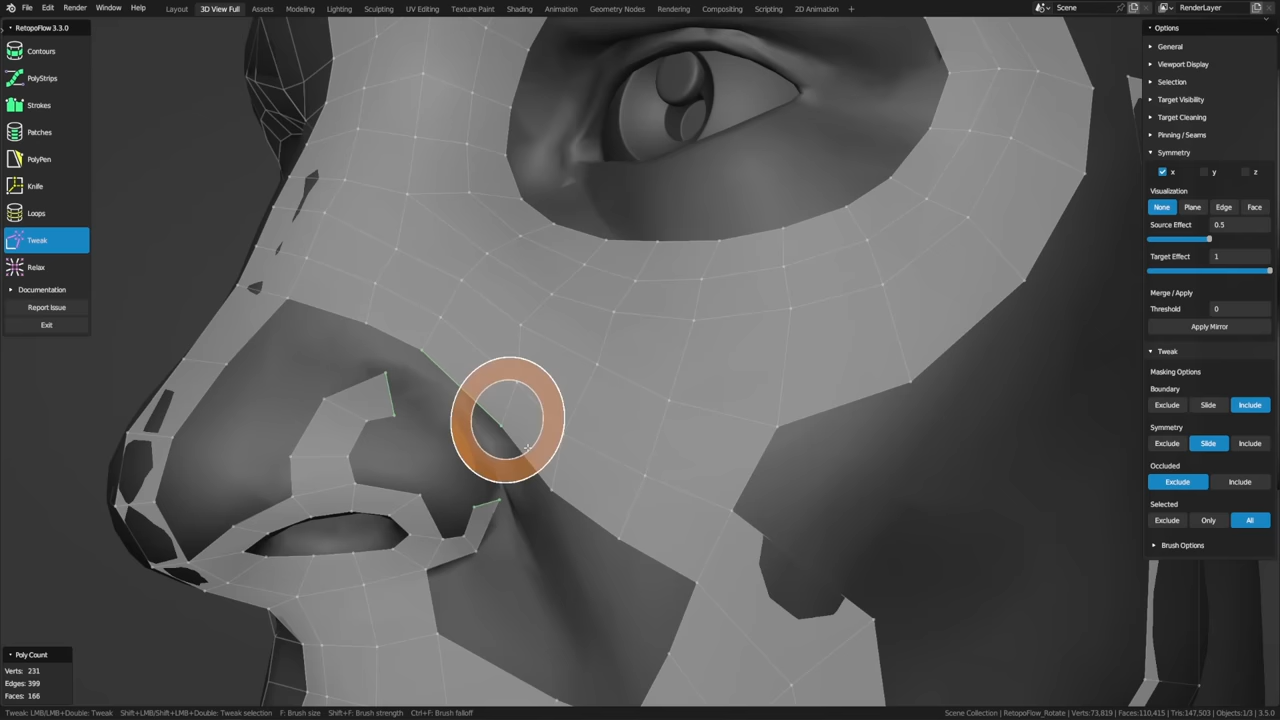 File Edit Render Window Help Layout 3D View Full Assets Modeling Lighting Sculpting UV Editing Texture Paint Shading Animation Geometry Nodes Rendering Compositing Scripting 2D Animation + Scene RenderLayer
RetopoFlow 3.3.0
Contours
PolyStrips
Strokes
Patches
PolyPen
Knife
Loops
Tweak
Relax
Documentation
Report Issue
Exit
Options
General
Viewport Display
Selection
Target Visibility
Target Cleaning
Pinning / Seams
Symmetry
x y z
Visualization
None Plane Edge Face
Source Effect 0.5
Target Effect 1
Merge / Apply
Threshold 0
Apply Mirror
Tweak
Masking Options
Boundary
Exclude Slide Include
Symmetry
Exclude Slide Include
Occluded
Exclude Include
Selected
Exclude Only All
Brush Options
Poly Count
Verts: 231
Edges: 399
Faces: 166
Tweak: LMB/LMB+Double: Tweak Shift+LMB/Shift+LMB+Double: Tweak selection F: Brush size Shift+F: Brush strength Ctrl+F: Brush falloff
Scene Collection | RetopoFlow_Rotate | Verts:73,819 | Faces:110,415 | Tris:147,503 | Objects:1/3 | 3.5.0